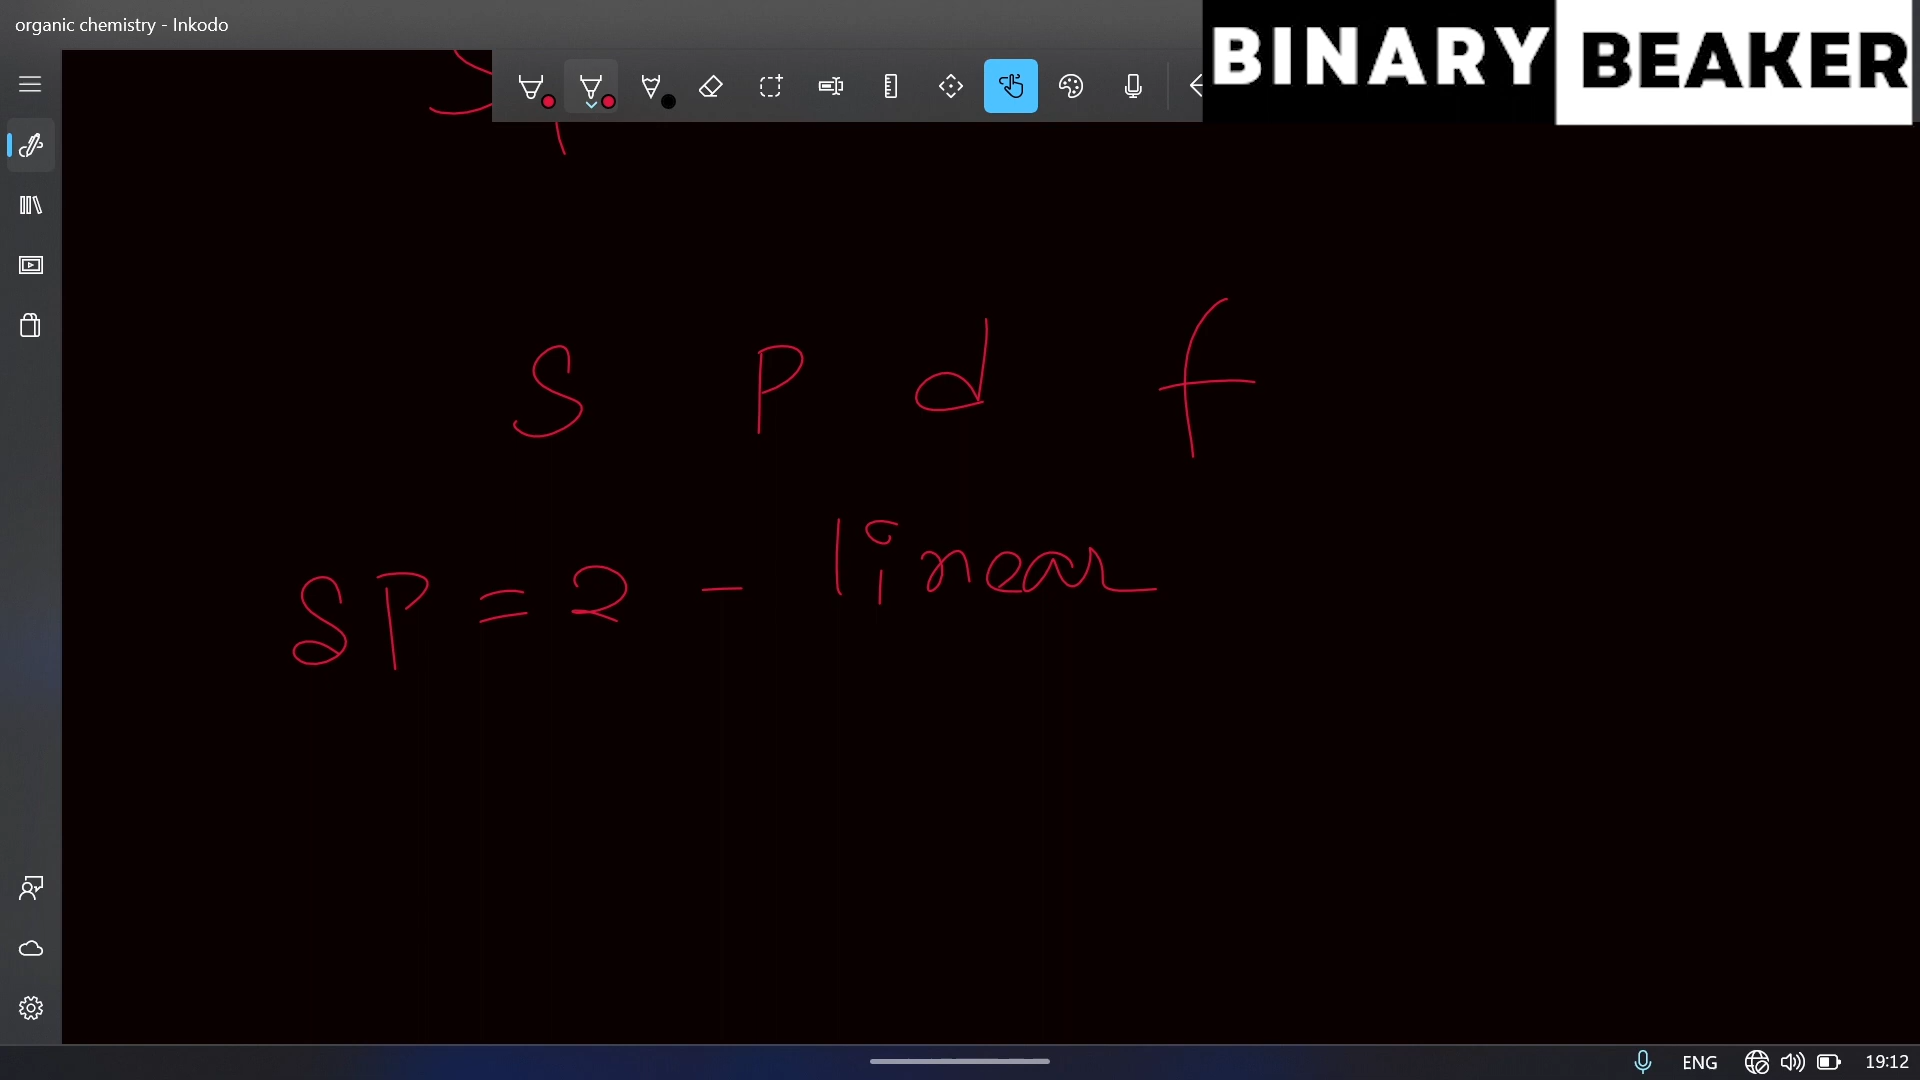 organic chemistry - Inkodo
BINARY BEAKER
S P d f
SP = 2 - linear
ENG 19:12